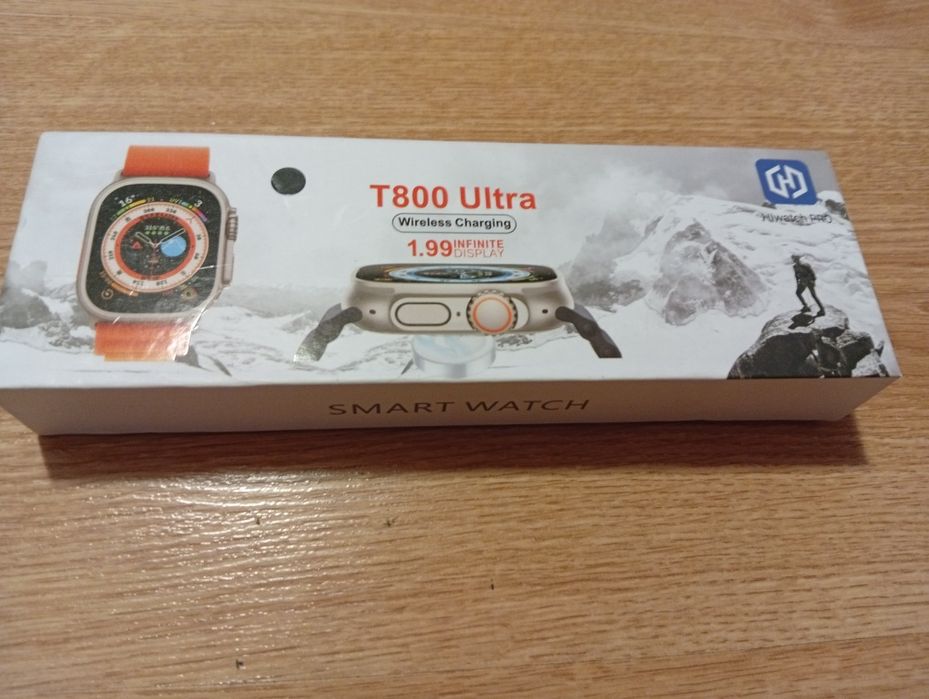 T800 Ultra
Wireless Charging
1.99 INFINITE
DISPLAY
HiWatch PRO
SMART WATCH